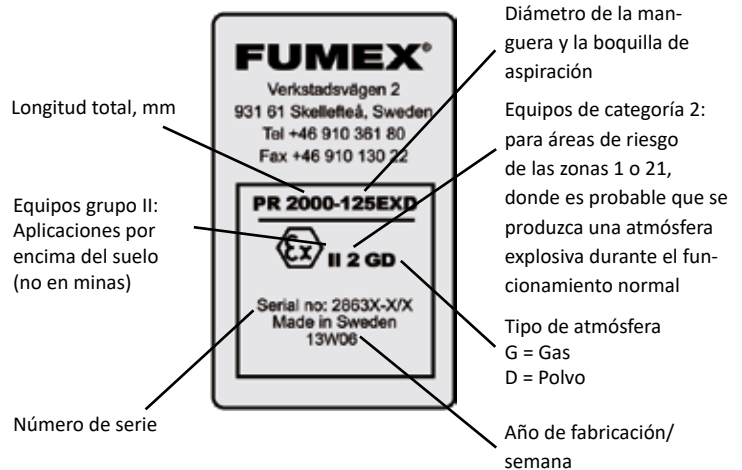 Longitud total, mm
Equipos grupo II:
Aplicaciones por
encima del suelo
(no en minas)
Número de serie
FUMEX®
Verkstadsvägen 2
931 61 Skellefteå, Sweden
Tel +46 910 361 80
Fax +46 910 130 22
PR 2000-125EXD
Ex II 2 GD
Serial no: 2863X-X/X
Made in Sweden
13W06
Diámetro de la man-
guera y la boquilla de
aspiración
Equipos de categoría 2:
para áreas de riesgo
de las zonas 1 o 21,
donde es probable que se
produzca una atmósfera
explosiva durante el fun-
cionamiento normal
Tipo de atmósfera
G = Gas
D = Polvo
Año de fabricación/
semana